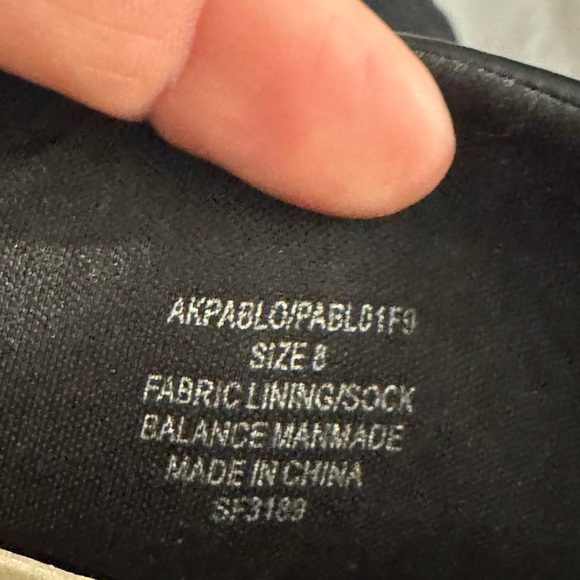 AKPABLO/PABL01F9
SIZE 8
FABRIC LINING/SOCK
BALANCE MANMADE
MADE IN CHINA
SF3189